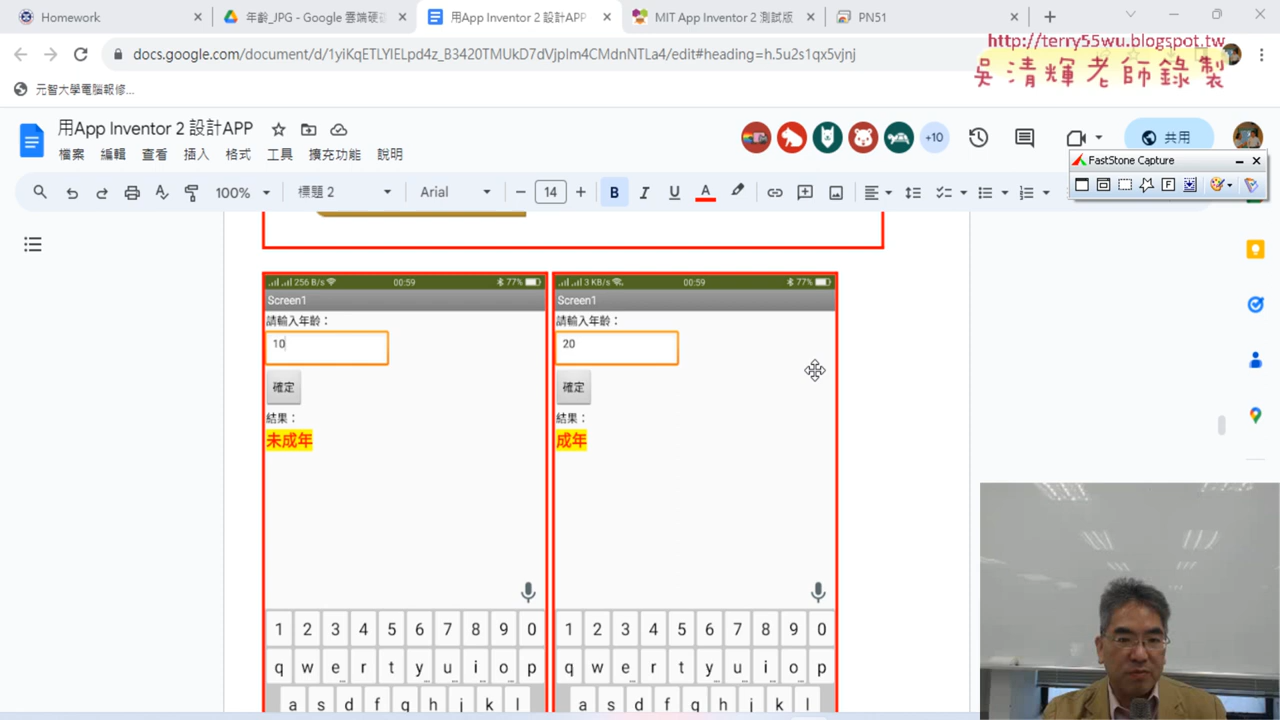 Homework
年齡_JPG - Google 雲端硬
用App Inventor 2 設計APP
MIT App Inventor 2 測試版
PN51
docs.google.com/document/d/1yiKqETLYlELpd4z_B3420TMUkD7dVjpIm4CMdnNTLa4/edit#heading=h.5u2s1qx5vjnj
http://terry55wu.blogspot.tw
吳清輝老師錄製
元智大學電腦報修...
用App Inventor 2 設計APP
檔案 編輯 查看 插入 格式 工具 擴充功能 說明
+10
共用
FastStone Capture
100% 標題 2 Arial 14 B I U A
256 B/s 00:59 77%
Screen1
請輸入年齡：
10
確定
結果：
未成年
1 2 3 4 5 6 7 8 9 0
q w e r t y u i o p
a s d f g h j k l
3 KB/s 00:59 77%
Screen1
請輸入年齡：
20
確定
結果：
成年
1 2 3 4 5 6 7 8 9 0
q w e r t y u i o p
a s d f g h j k l